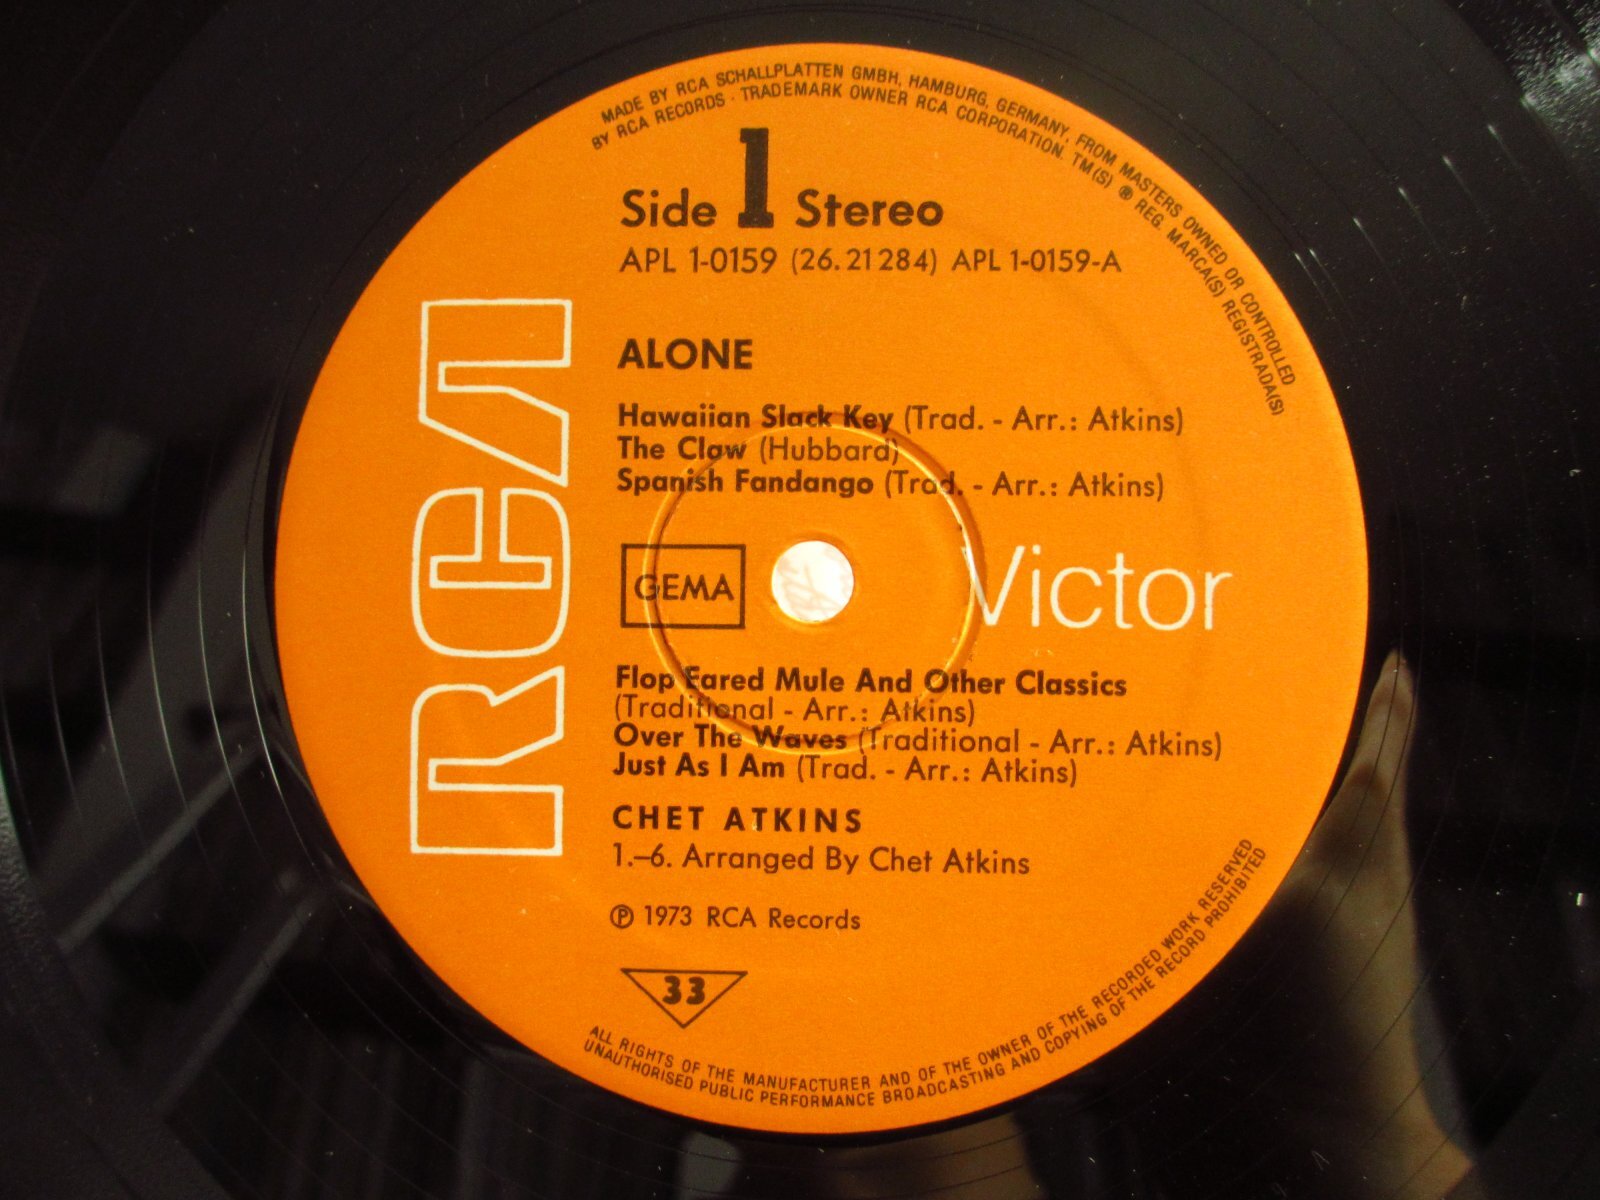 MADE BY RCA SCHALLPLATTEN GMBH, HAMBURG, GERMANY, FROM MASTERS OWNED OR CONTROLLED
BY RCA RECORDS · TRADEMARK OWNER RCA CORPORATION. TM(S) ® REG. MARCA(S) REGISTRADA(S)
Side 1 Stereo
APL 1-0159 (26.21284) APL 1-0159-A
RCA
ALONE
Hawaiian Slack Key (Trad. - Arr.: Atkins)
The Claw (Hubbard)
Spanish Fandango (Trad. - Arr.: Atkins)
GEMA
Victor
Flop Eared Mule And Other Classics
(Traditional - Arr.: Atkins)
Over The Waves (Traditional - Arr.: Atkins)
Just As I Am (Trad. - Arr.: Atkins)
CHET ATKINS
1.–6. Arranged By Chet Atkins
℗ 1973 RCA Records
33
ALL RIGHTS OF THE MANUFACTURER AND OF THE OWNER OF THE RECORDED WORK RESERVED
UNAUTHORISED PUBLIC PERFORMANCE BROADCASTING AND COPYING OF THE RECORD PROHIBITED